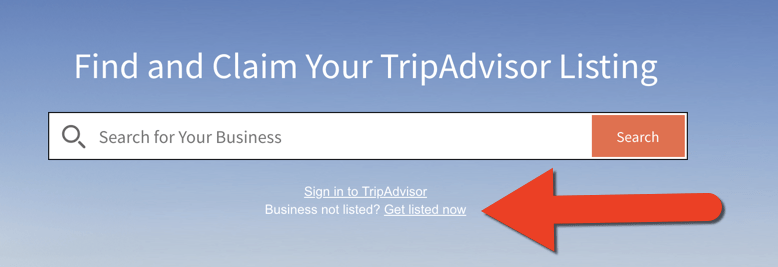 Find and Claim Your TripAdvisor Listing
Search for Your Business
Search
Sign in to TripAdvisor
Business not listed? Get listed now